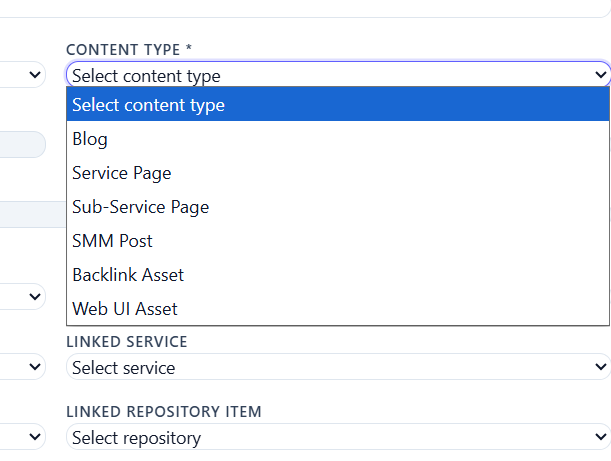 CONTENT TYPE *
Select content type
Select content type
Blog
Service Page
Sub-Service Page
SMM Post
Backlink Asset
Web UI Asset
LINKED SERVICE
Select service
LINKED REPOSITORY ITEM
Select repository